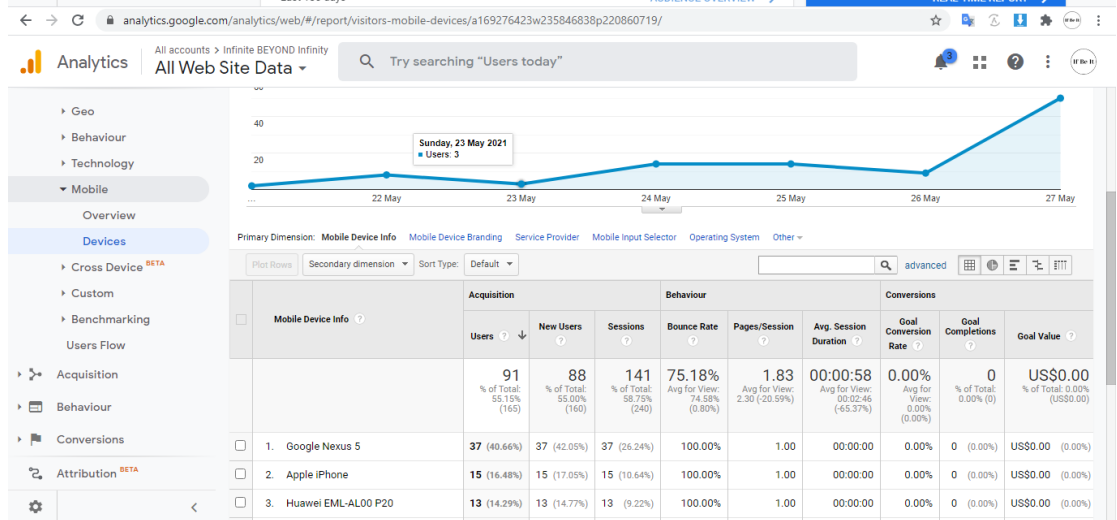 AUDIENCE OVERVIEW
REAL-TIME REPORT
analytics.google.com/analytics/web/#/report/visitors-mobile-devices/a169276423w235846838p220860719/
If Be It
Analytics
All accounts > Infinite BEYOND Infinity
All Web Site Data
Try searching "Users today"
3
If Be It
Geo
Behaviour
Technology
Mobile
Overview
Devices
Cross Device BETA
Custom
Benchmarking
Users Flow
Acquisition
Behaviour
Conversions
Attribution BETA
40
20
Sunday, 23 May 2021
Users: 3
...
22 May
23 May
24 May
25 May
26 May
27 May
Primary Dimension: Mobile Device Info Mobile Device Branding Service Provider Mobile Input Selector Operating System Other
Plot Rows Secondary dimension Sort Type: Default advanced
Mobile Device Info ?
Acquisition Behaviour Conversions
Users ? New Users ? Sessions ? Bounce Rate ? Pages/Session ? Avg. Session Duration ? Goal Conversion Rate ? Goal Completions ? Goal Value ?
91 % of Total: 55.15% (165)
88 % of Total: 55.00% (160)
141 % of Total: 58.75% (240)
75.18% Avg for View: 74.58% (0.80%)
1.83 Avg for View: 2.30 (-20.59%)
00:00:58 Avg for View: 00:02:46 (-65.37%)
0.00% Avg for View: 0.00% (0.00%)
0 % of Total: 0.00% (0)
US$0.00 % of Total: 0.00% (US$0.00)
1. Google Nexus 5 37 (40.66%) 37 (42.05%) 37 (26.24%) 100.00% 1.00 00:00:00 0.00% 0 (0.00%) US$0.00 (0.00%)
2. Apple iPhone 15 (16.48%) 15 (17.05%) 15 (10.64%) 100.00% 1.00 00:00:00 0.00% 0 (0.00%) US$0.00 (0.00%)
3. Huawei EML-AL00 P20 13 (14.29%) 13 (14.77%) 13 (9.22%) 100.00% 1.00 00:00:00 0.00% 0 (0.00%) US$0.00 (0.00%)